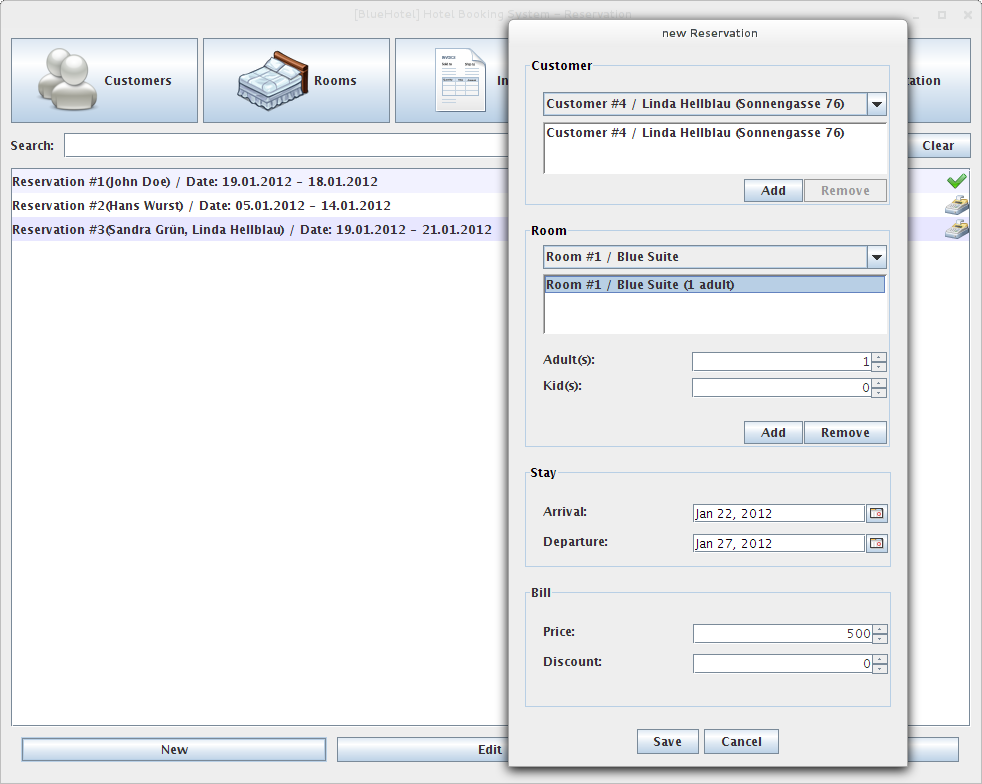 [BlueHotel] Hotel Booking System - Reservation
Customers
Rooms
Search:
Clear
Reservation #1(John Doe) / Date: 19.01.2012 - 18.01.2012
Reservation #2(Hans Wurst) / Date: 05.01.2012 - 14.01.2012
Reservation #3(Sandra Grün, Linda Hellblau) / Date: 19.01.2012 - 21.01.2012
New
Edit
new Reservation
Customer
Customer #4 / Linda Hellblau (Sonnengasse 76)
Customer #4 / Linda Hellblau (Sonnengasse 76)
Add Remove
Room
Room #1 / Blue Suite
Room #1 / Blue Suite (1 adult)
Adult(s): 1
Kid(s): 0
Add Remove
Stay
Arrival: Jan 22, 2012
Departure: Jan 27, 2012
Bill
Price: 500
Discount: 0
Save Cancel